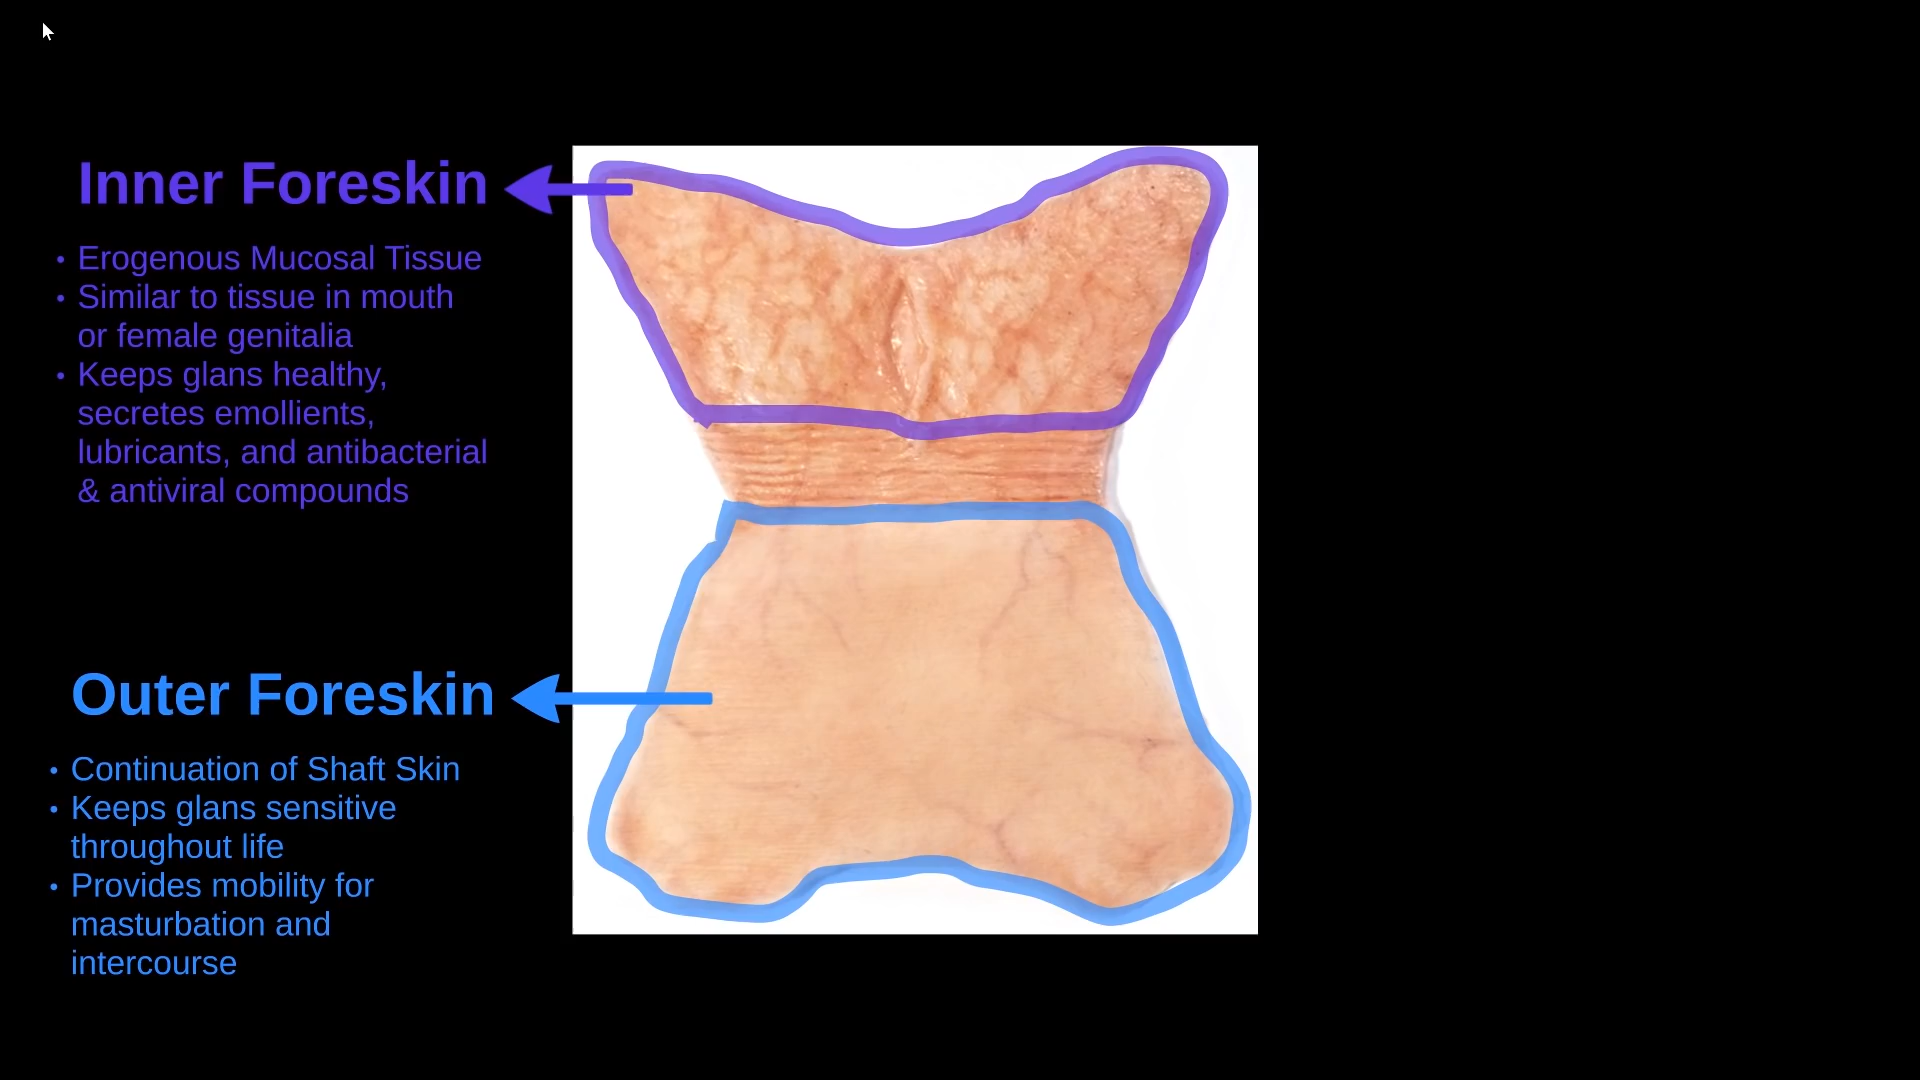 Inner Foreskin
• Erogenous Mucosal Tissue
• Similar to tissue in mouth
or female genitalia
• Keeps glans healthy,
secretes emollients,
lubricants, and antibacterial
& antiviral compounds
Outer Foreskin
• Continuation of Shaft Skin
• Keeps glans sensitive
throughout life
• Provides mobility for
masturbation and
intercourse